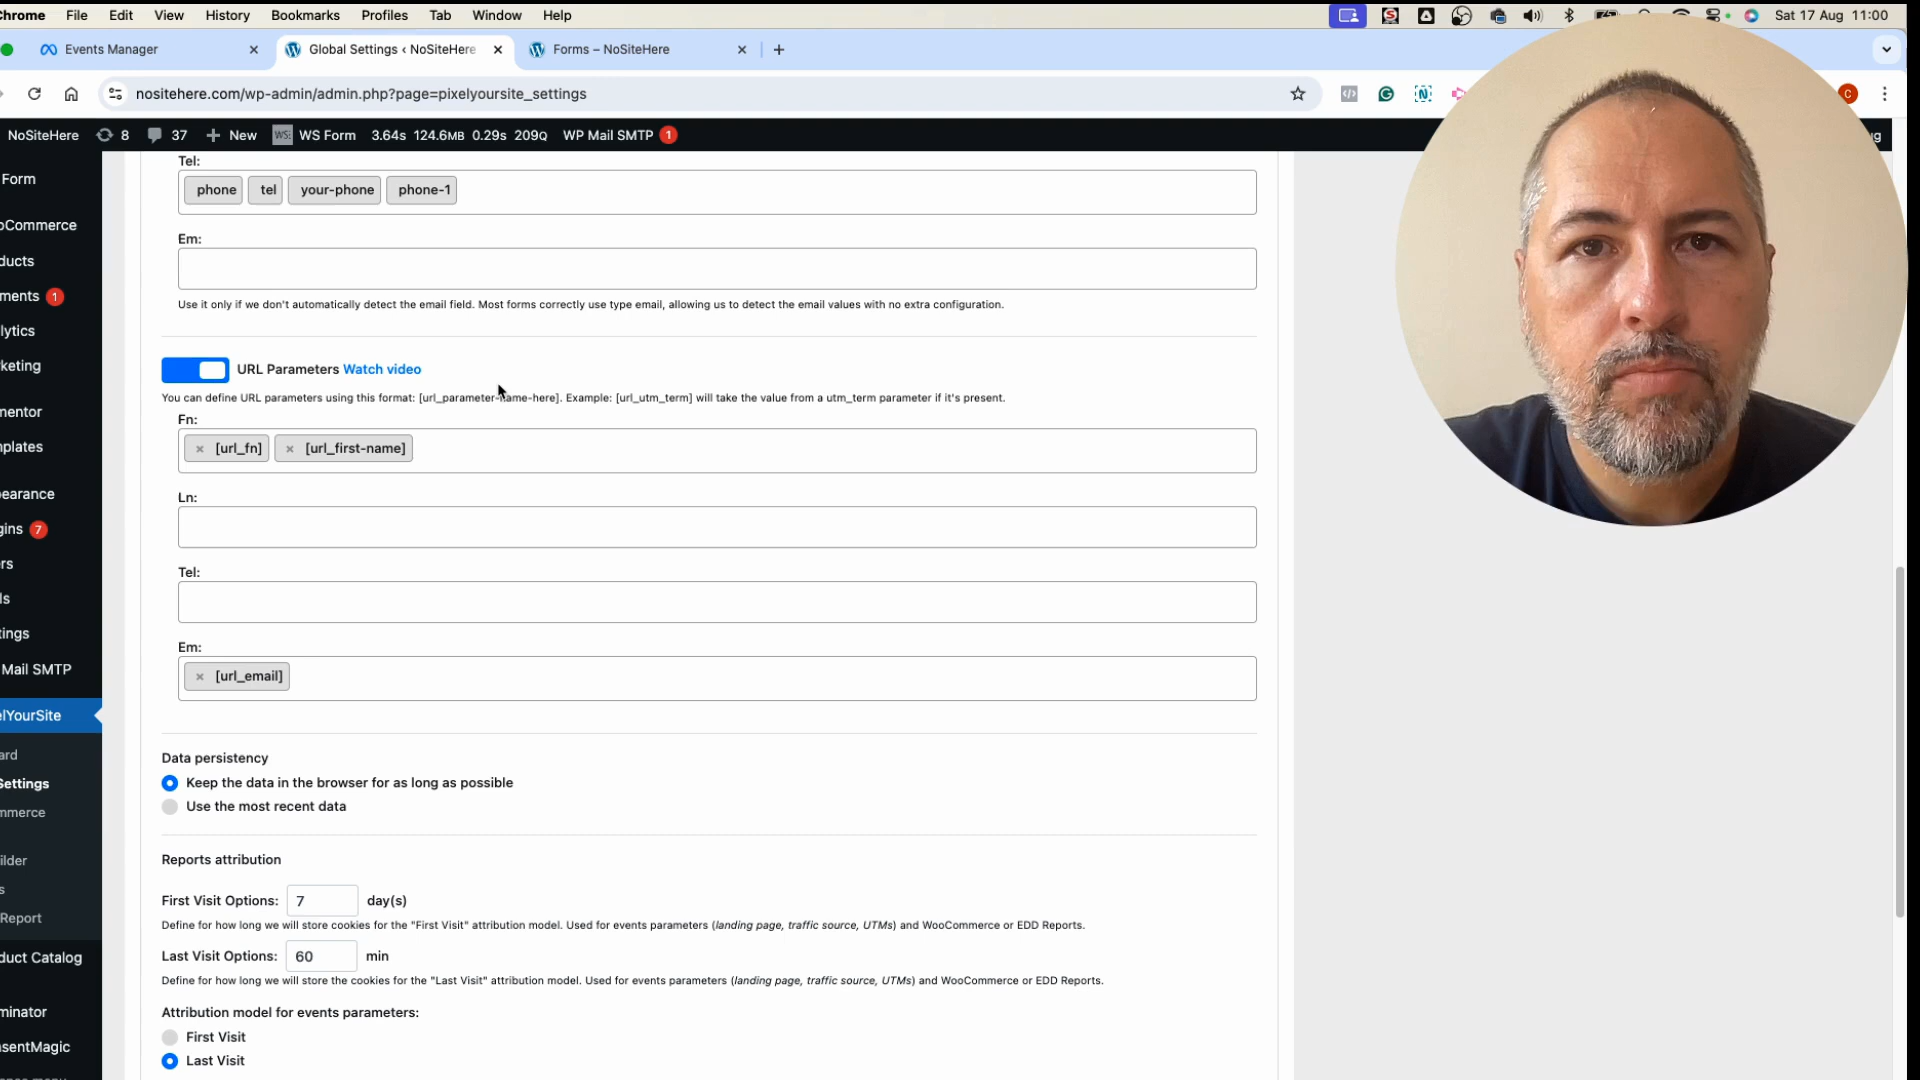 Chrome File Edit View History Bookmarks Profiles Tab Window Help Sat 17 Aug 11:00
Events Manager Global Settings ‹ NoSiteHere Forms – NoSiteHere
nositehere.com/wp-admin/admin.php?page=pixelyoursite_settings C
NoSiteHere 8 37 New WS Form 3.64s 124.6MB 0.29s 209Q WP Mail SMTP 1
Form
oCommerce
ducts
ments 1
lytics
keting
mentor
mplates
earance
gins 7
ers
ls
tings
Mail SMTP
elYourSite
ard
Settings
mmerce
ilder
s
Report
duct Catalog
minator
nsentMagic
Tel:
phone tel your-phone phone-1
Em:
Use it only if we don't automatically detect the email field. Most forms correctly use type email, allowing us to detect the email values with no extra configuration.
URL Parameters Watch video
You can define URL parameters using this format: [url_parameter-name-here]. Example: [url_utm_term] will take the value from a utm_term parameter if it's present.
Fn:
× [url_fn] × [url_first-name]
Ln:
Tel:
Em:
× [url_email]
Data persistency
Keep the data in the browser for as long as possible
Use the most recent data
Reports attribution
First Visit Options: 7 day(s)
Define for how long we will store cookies for the "First Visit" attribution model. Used for events parameters (landing page, traffic source, UTMs) and WooCommerce or EDD Reports.
Last Visit Options: 60 min
Define for how long we will store the cookies for the "Last Visit" attribution model. Used for events parameters (landing page, traffic source, UTMs) and WooCommerce or EDD Reports.
Attribution model for events parameters:
First Visit
Last Visit